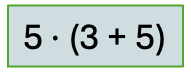 5 · (3 + 5)